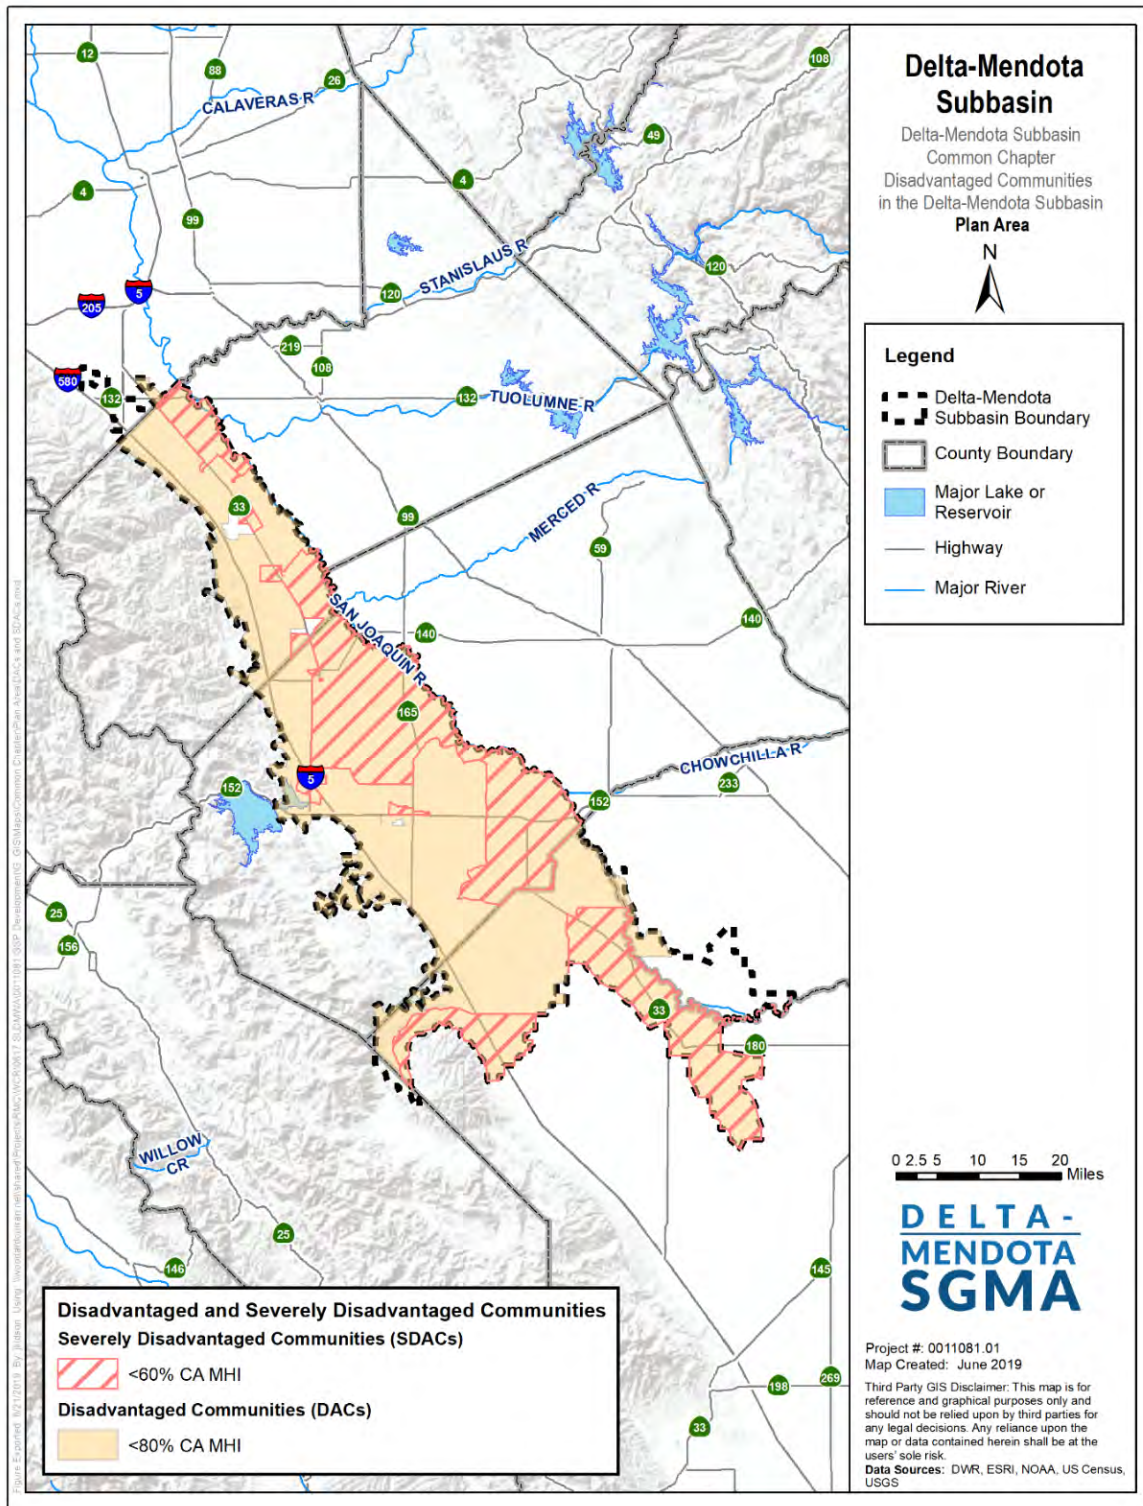 Delta-Mendota
Subbasin
Delta-Mendota Subbasin
Common Chapter
Disadvantaged Communities
in the Delta-Mendota Subbasin
Plan Area
N
Legend
Delta-Mendota
Subbasin Boundary
County Boundary
Major Lake or
Reservoir
Highway
Major River
12
88
26
108
CALAVERAS R
49
4
4
99
STANISLAUS R
120
5
205
120
219
108
580
132
132
TUOLUMNE R
33
99
MERCED R
59
SAN JOAQUIN R
140
140
165
CHOWCHILLA R
5
152
233
152
25
156
33
180
WILLOW
CR
25
146
145
198
269
33
0 2.5 5 10 15 20
Miles
DELTA-
MENDOTA
SGMA
Disadvantaged and Severely Disadvantaged Communities
Severely Disadvantaged Communities (SDACs)
<60% CA MHI
Disadvantaged Communities (DACs)
<80% CA MHI
Project #: 0011081.01
Map Created: June 2019
Third Party GIS Disclaimer: This map is for
reference and graphical purposes only and
should not be relied upon by third parties for
any legal decisions. Any reliance upon the
map or data contained herein shall be at the
users' sole risk.
Data Sources: DWR, ESRI, NOAA, US Census,
USGS